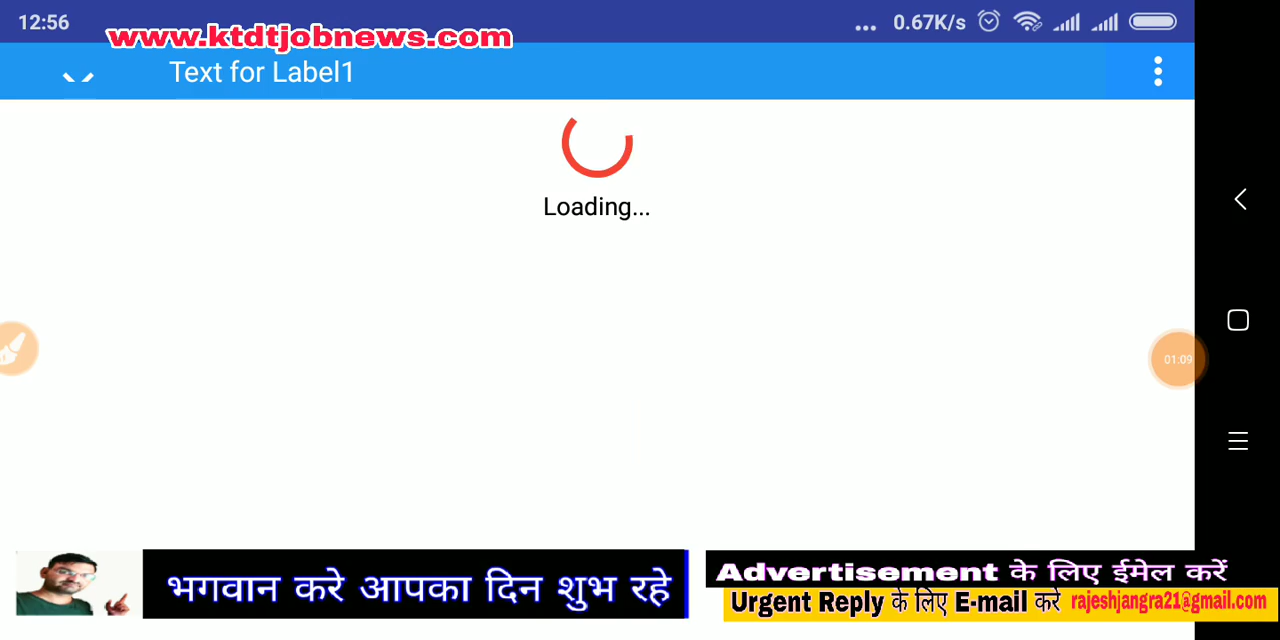 12:56
... 0.67K/s
www.ktdtjobnews.com
Text for Label1
Loading...
01:09
भगवान करे आपका दिन शुभ रहे
Advertisement के लिए ईमेल करें
Urgent Reply के लिए E-mail करें rajeshjangra21@gmail.com